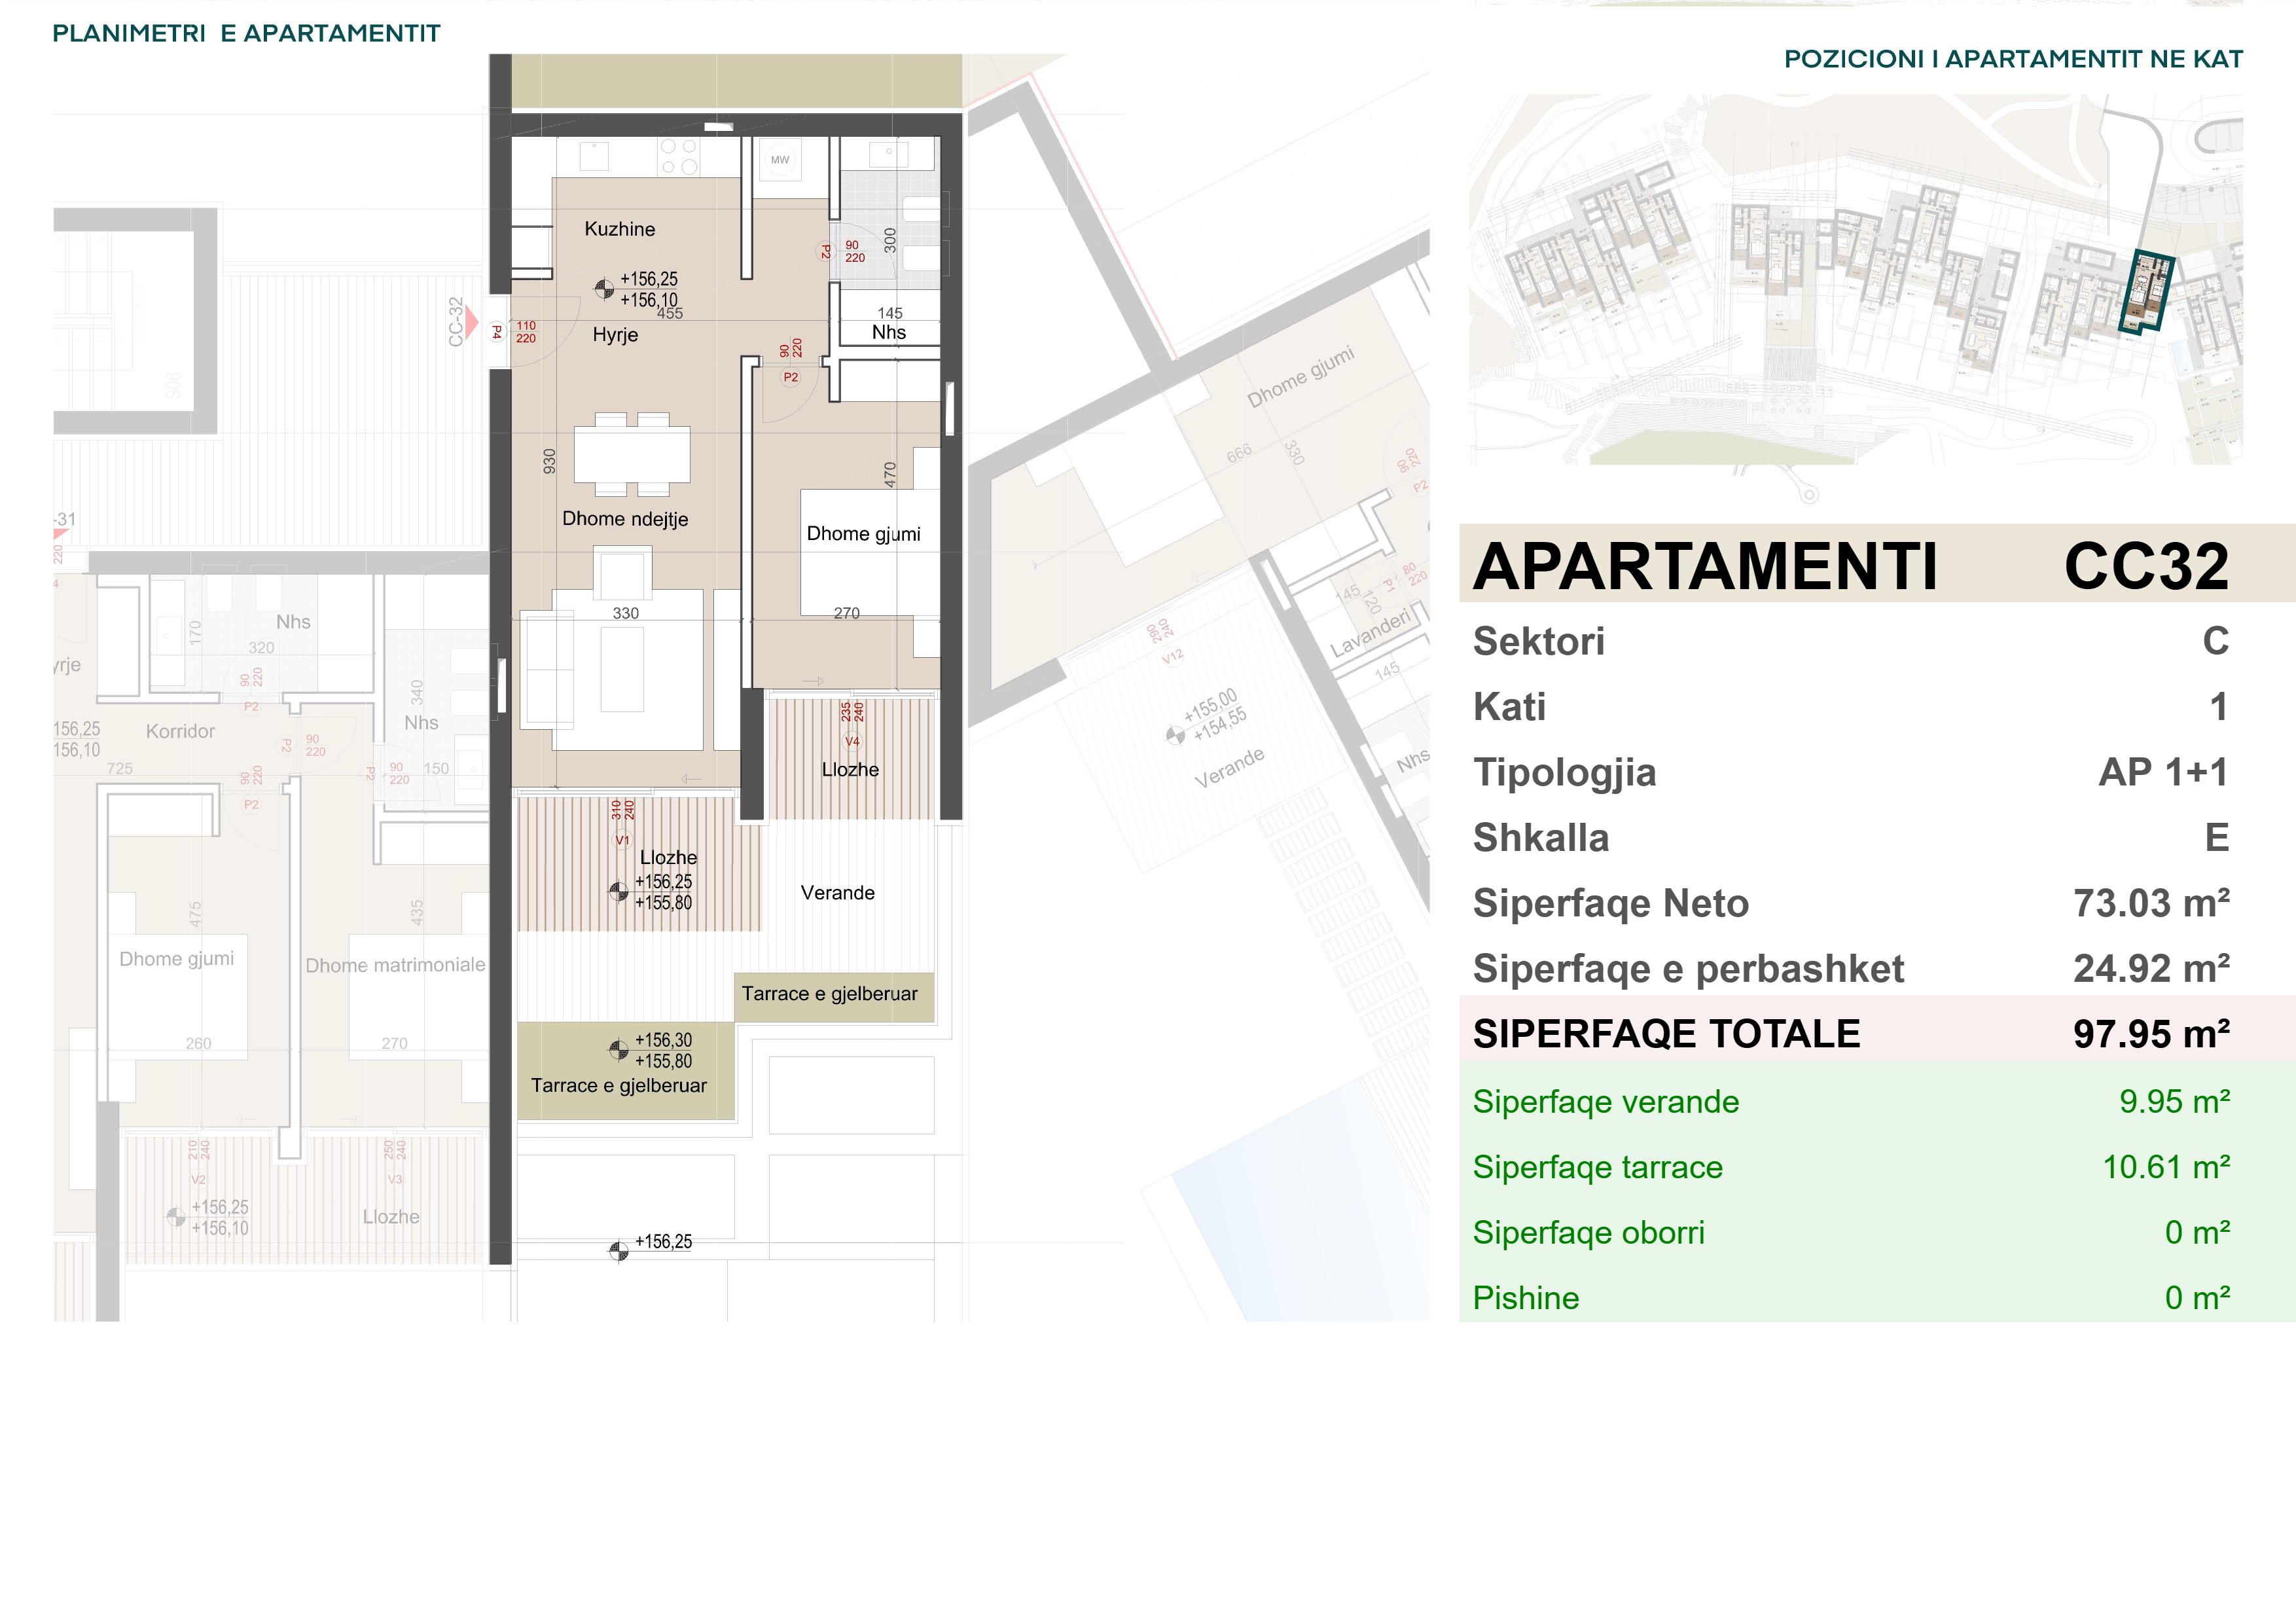 PLANIMETRI E APARTAMENTIT
POZICIONI I APARTAMENTIT NE KAT
MW
Kuzhine
P2
90
220
300
+156,25
+156,10
455
145
CC-32
P4
110
220
Hyrje
Nhs
90
220
P2
S06
Dhome gjumi
666
330
90
220
P2
930
470
-31
220
Dhome ndejtje
Dhome gjumi
330
270
Nhs
170
320
yrje
90
220
P2
340
Nhs
Korridor
156,25
156,10
725
P2
90
220
90
220
P2
P2
90
220
150
235
240
V4
Llozhe
310
240
V1
Llozhe
+156,25
+155,80
Verande
290
240
V12
145
120
P1
80
220
Lavanderi
145
Nhs
+155,00
+154,55
Verande
475
435
Dhome gjumi
Dhome matrimoniale
260
270
Tarrace e gjelberuar
+156,30
+155,80
Tarrace e gjelberuar
210
240
V2
250
240
V3
+156,25
+156,10
Llozhe
+156,25
APARTAMENTI CC32
Sektori C
Kati 1
Tipologjia AP 1+1
Shkalla E
Siperfaqe Neto 73.03 m²
Siperfaqe e perbashket 24.92 m²
SIPERFAQE TOTALE 97.95 m²
Siperfaqe verande 9.95 m²
Siperfaqe tarrace 10.61 m²
Siperfaqe oborri 0 m²
Pishine 0 m²